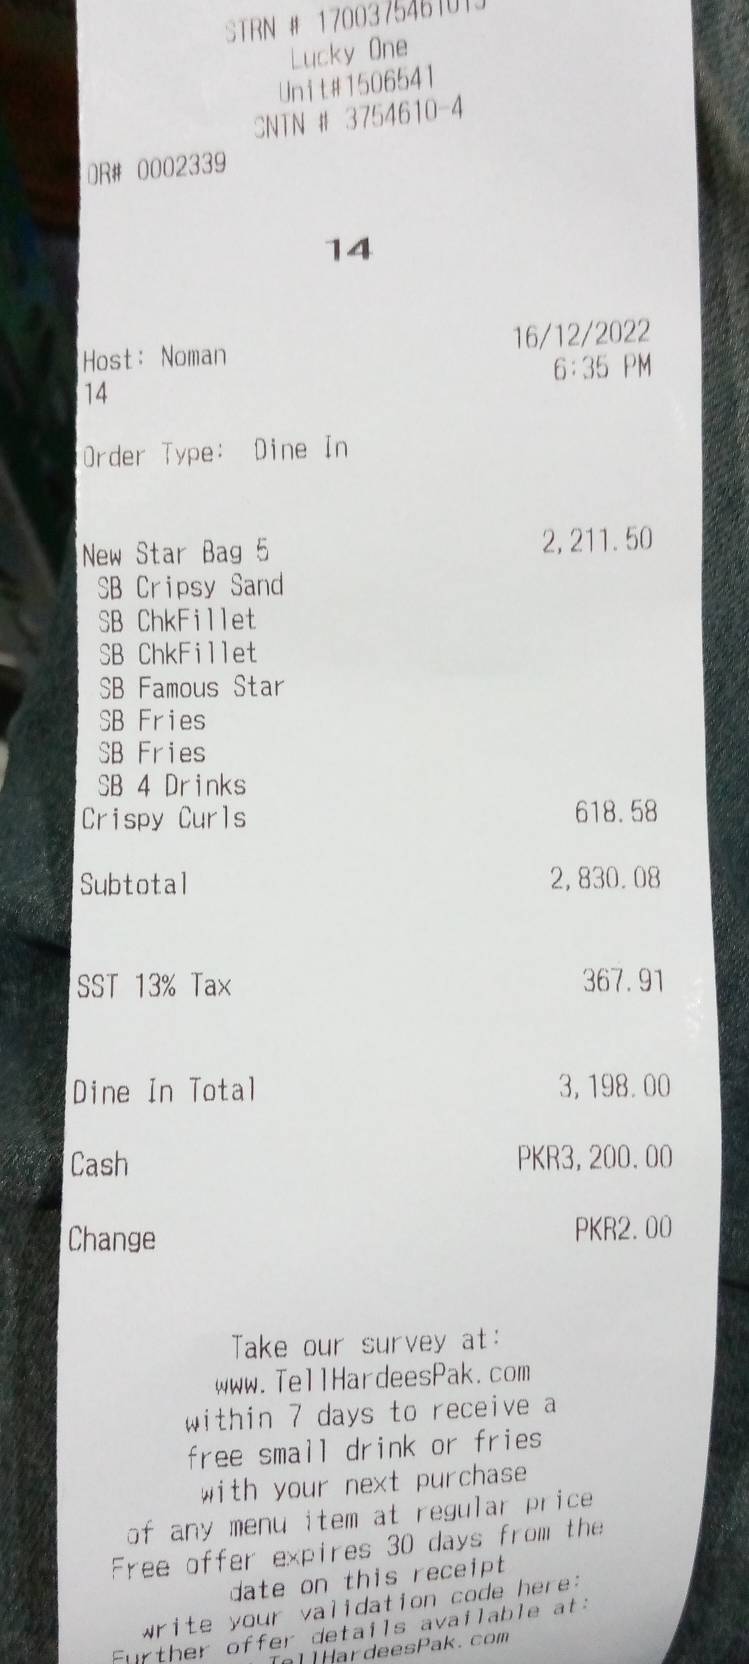 STRN # 1700375461015
Lucky One
Unit#1506541
SNTN # 3754610-4
OR# 0002339
14
16/12/2022
Host: Noman
6:35 PM
14
Order Type: Dine In
New Star Bag 5 2,211.50
SB Cripsy Sand
SB ChkFillet
SB ChkFillet
SB Famous Star
SB Fries
SB Fries
SB 4 Drinks
Crispy Curls 618.58
Subtotal 2,830.08
SST 13% Tax 367.91
Dine In Total 3,198.00
Cash PKR3,200.00
Change PKR2.00
Take our survey at:
www.TellHardeesPak.com
within 7 days to receive a
free small drink or fries
with your next purchase
of any menu item at regular price
Free offer expires 30 days from the
date on this receipt
write your validation code here:
Further offer details available at:
TellHardeesPak.com